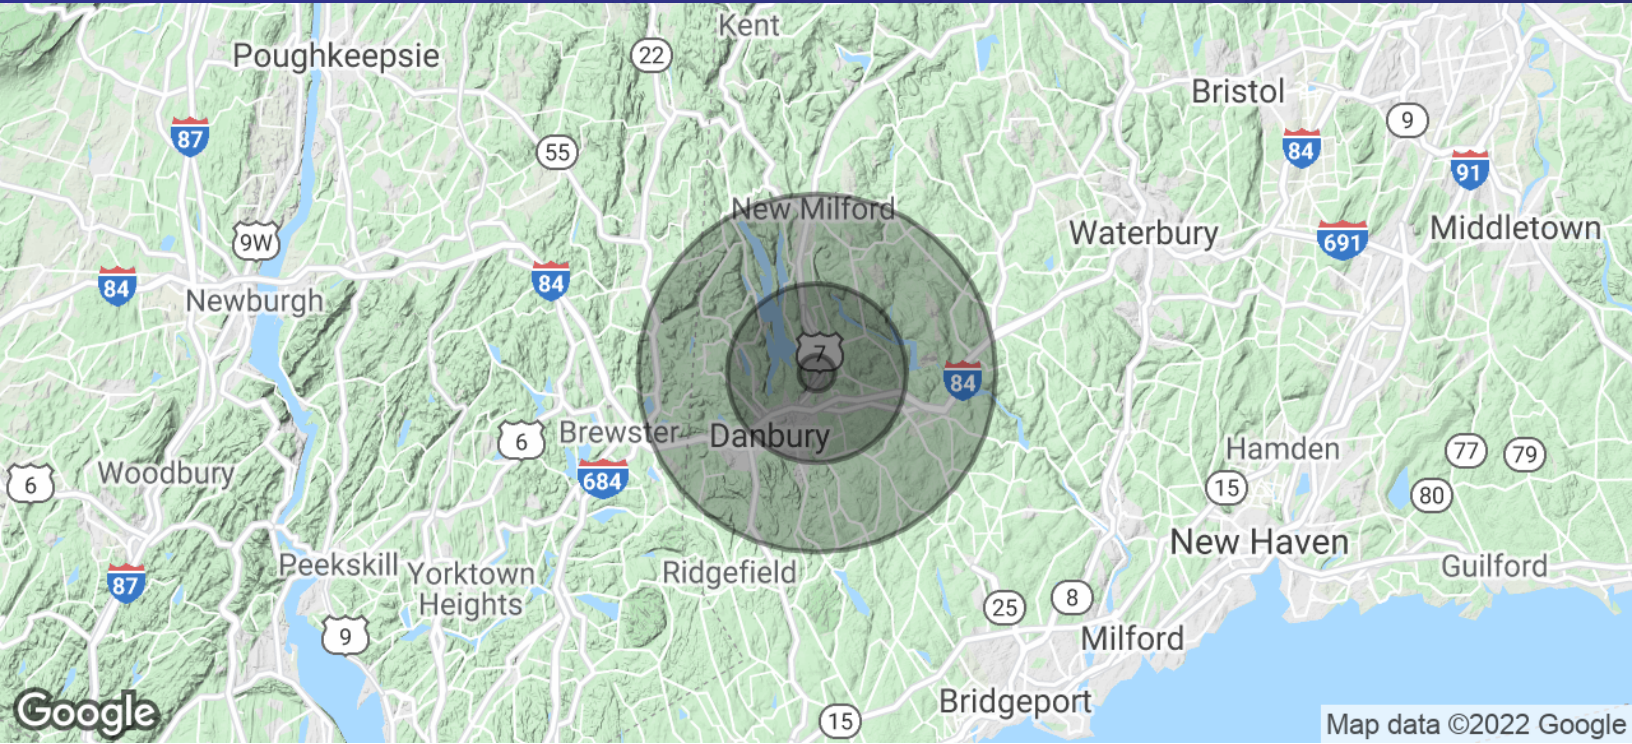 Kent
Poughkeepsie
22
Bristol
9
87
84
55
91
New Milford
Middletown
Waterbury
9W
691
84
84
Newburgh
7
84
Brewster
Danbury
6
Hamden
77
79
Woodbury
684
6
15
80
New Haven
Peekskill
Yorktown
Heights
Ridgefield
Guilford
87
8
25
9
Milford
Bridgeport
Google
15
Map data ©2022 Google